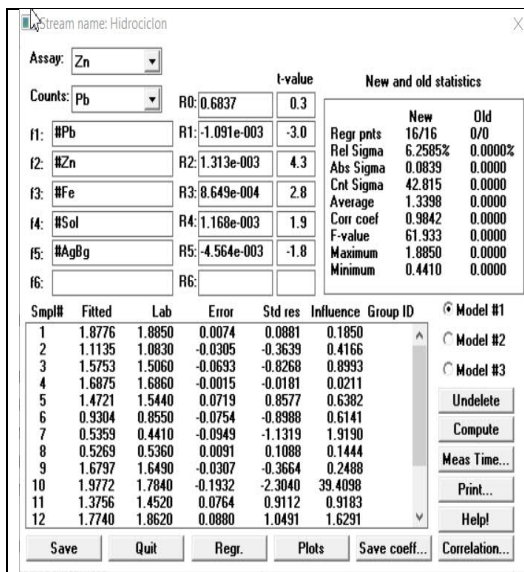 Stream name: Hidrociclon
Assay: Zn
Counts: Pb
t-value
New and old statistics
R0: 0.6837 0.3
f1: #Pb R1: -1.091e-003 -3.0
f2: #Zn R2: 1.313e-003 4.3
f3: #Fe R3: 8.649e-004 2.8
f4: #Sol R4: 1.168e-003 1.9
f5: #AgBg R5: -4.564e-003 -1.8
f6: R6:
New Old
Regr pnts 16/16 0/0
Rel Sigma 6.2585% 0.0000%
Abs Sigma 0.0839 0.0000
Cnt Sigma 42.815 0.0000
Average 1.3398 0.0000
Corr coef 0.9842 0.0000
F-value 61.933 0.0000
Maximum 1.8850 0.0000
Minimum 0.4410 0.0000
Smpl# Fitted Lab Error Std res Influence Group ID
1 1.8776 1.8850 0.0074 0.0881 0.1850
2 1.1135 1.0830 -0.0305 -0.3639 0.4166
3 1.5753 1.5060 -0.0693 -0.8268 0.8993
4 1.6875 1.6860 -0.0015 -0.0181 0.0211
5 1.4721 1.5440 0.0719 0.8577 0.6382
6 0.9304 0.8550 -0.0754 -0.8988 0.6141
7 0.5359 0.4410 -0.0949 -1.1319 1.9190
8 0.5269 0.5360 0.0091 0.1088 0.1444
9 1.6797 1.6490 -0.0307 -0.3664 0.2488
10 1.9772 1.7840 -0.1932 -2.3040 39.4098
11 1.3756 1.4520 0.0764 0.9112 0.9183
12 1.7740 1.8620 0.0880 1.0491 1.6291
Model #1
Model #2
Model #3
Undelete
Compute
Meas Time...
Print...
Help!
Save Quit Regr. Plots Save coeff... Correlation...